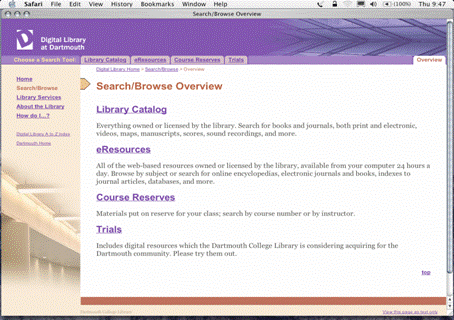 Safari File Edit View History Bookmarks Window Help (100%) Thu 9:47
Search/Browse Overview
Digital Library
at Dartmouth
Choose a Search Tool: Library Catalog eResources Course Reserves Trials Overview
Digital Library Home > Search/Browse > Overview
Home
Search/Browse
Library Services
About the Library
How do I...?
Digital Library A to Z Index
Dartmouth Home
Search/Browse Overview
Library Catalog
Everything owned or licensed by the library. Search for books and journals, both print and electronic,
videos, maps, manuscripts, scores, sound recordings, and more.
eResources
All of the web-based resources owned or licensed by the library, available from your computer 24 hours a
day. Browse by subject or search for online encyclopedias, electronic journals and books, indexes to
journal articles, databases, and more.
Course Reserves
Materials put on reserve for your class; search by course number or by instructor.
Trials
Includes digital resources which the Dartmouth College Library is considering acquiring for the
Dartmouth community. Please try them out.
top
Dartmouth College Library View this page as text only